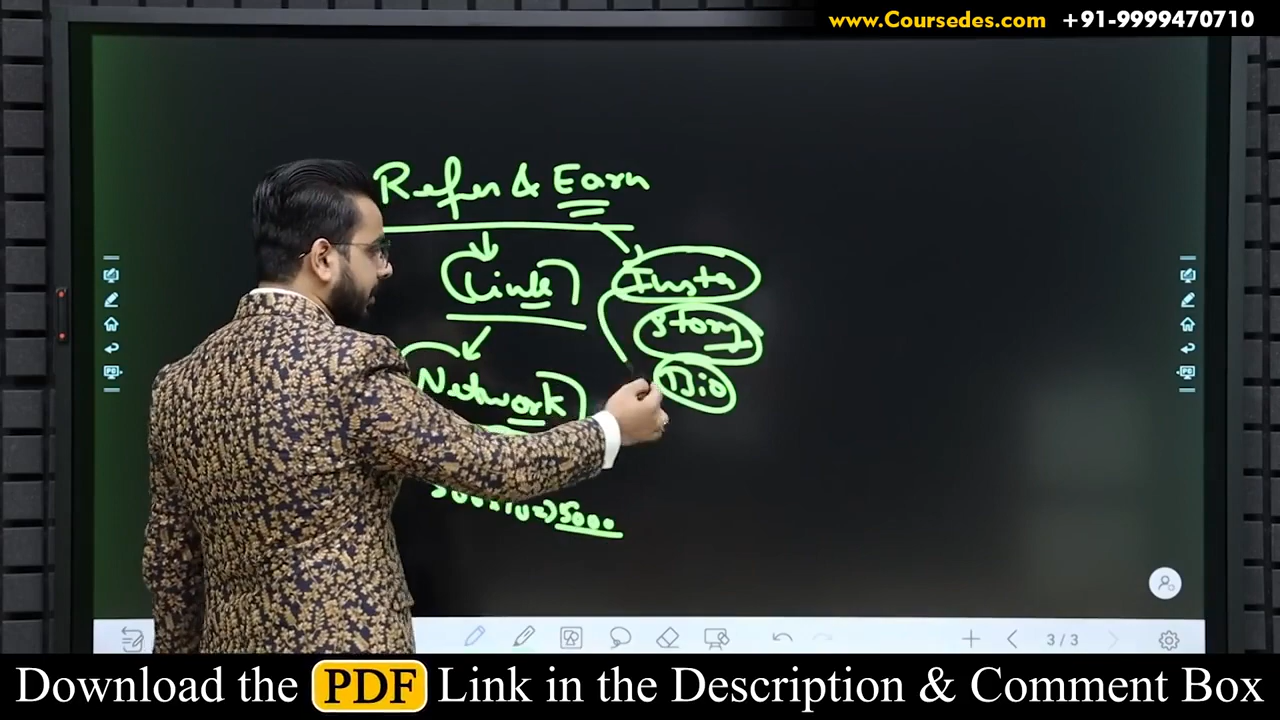 www.Coursedes.com +91-9999470710
Refer & Earn
Link
Insta
Story
Bio
Network
500x10=)5000
3/3
Download the PDF Link in the Description & Comment Box